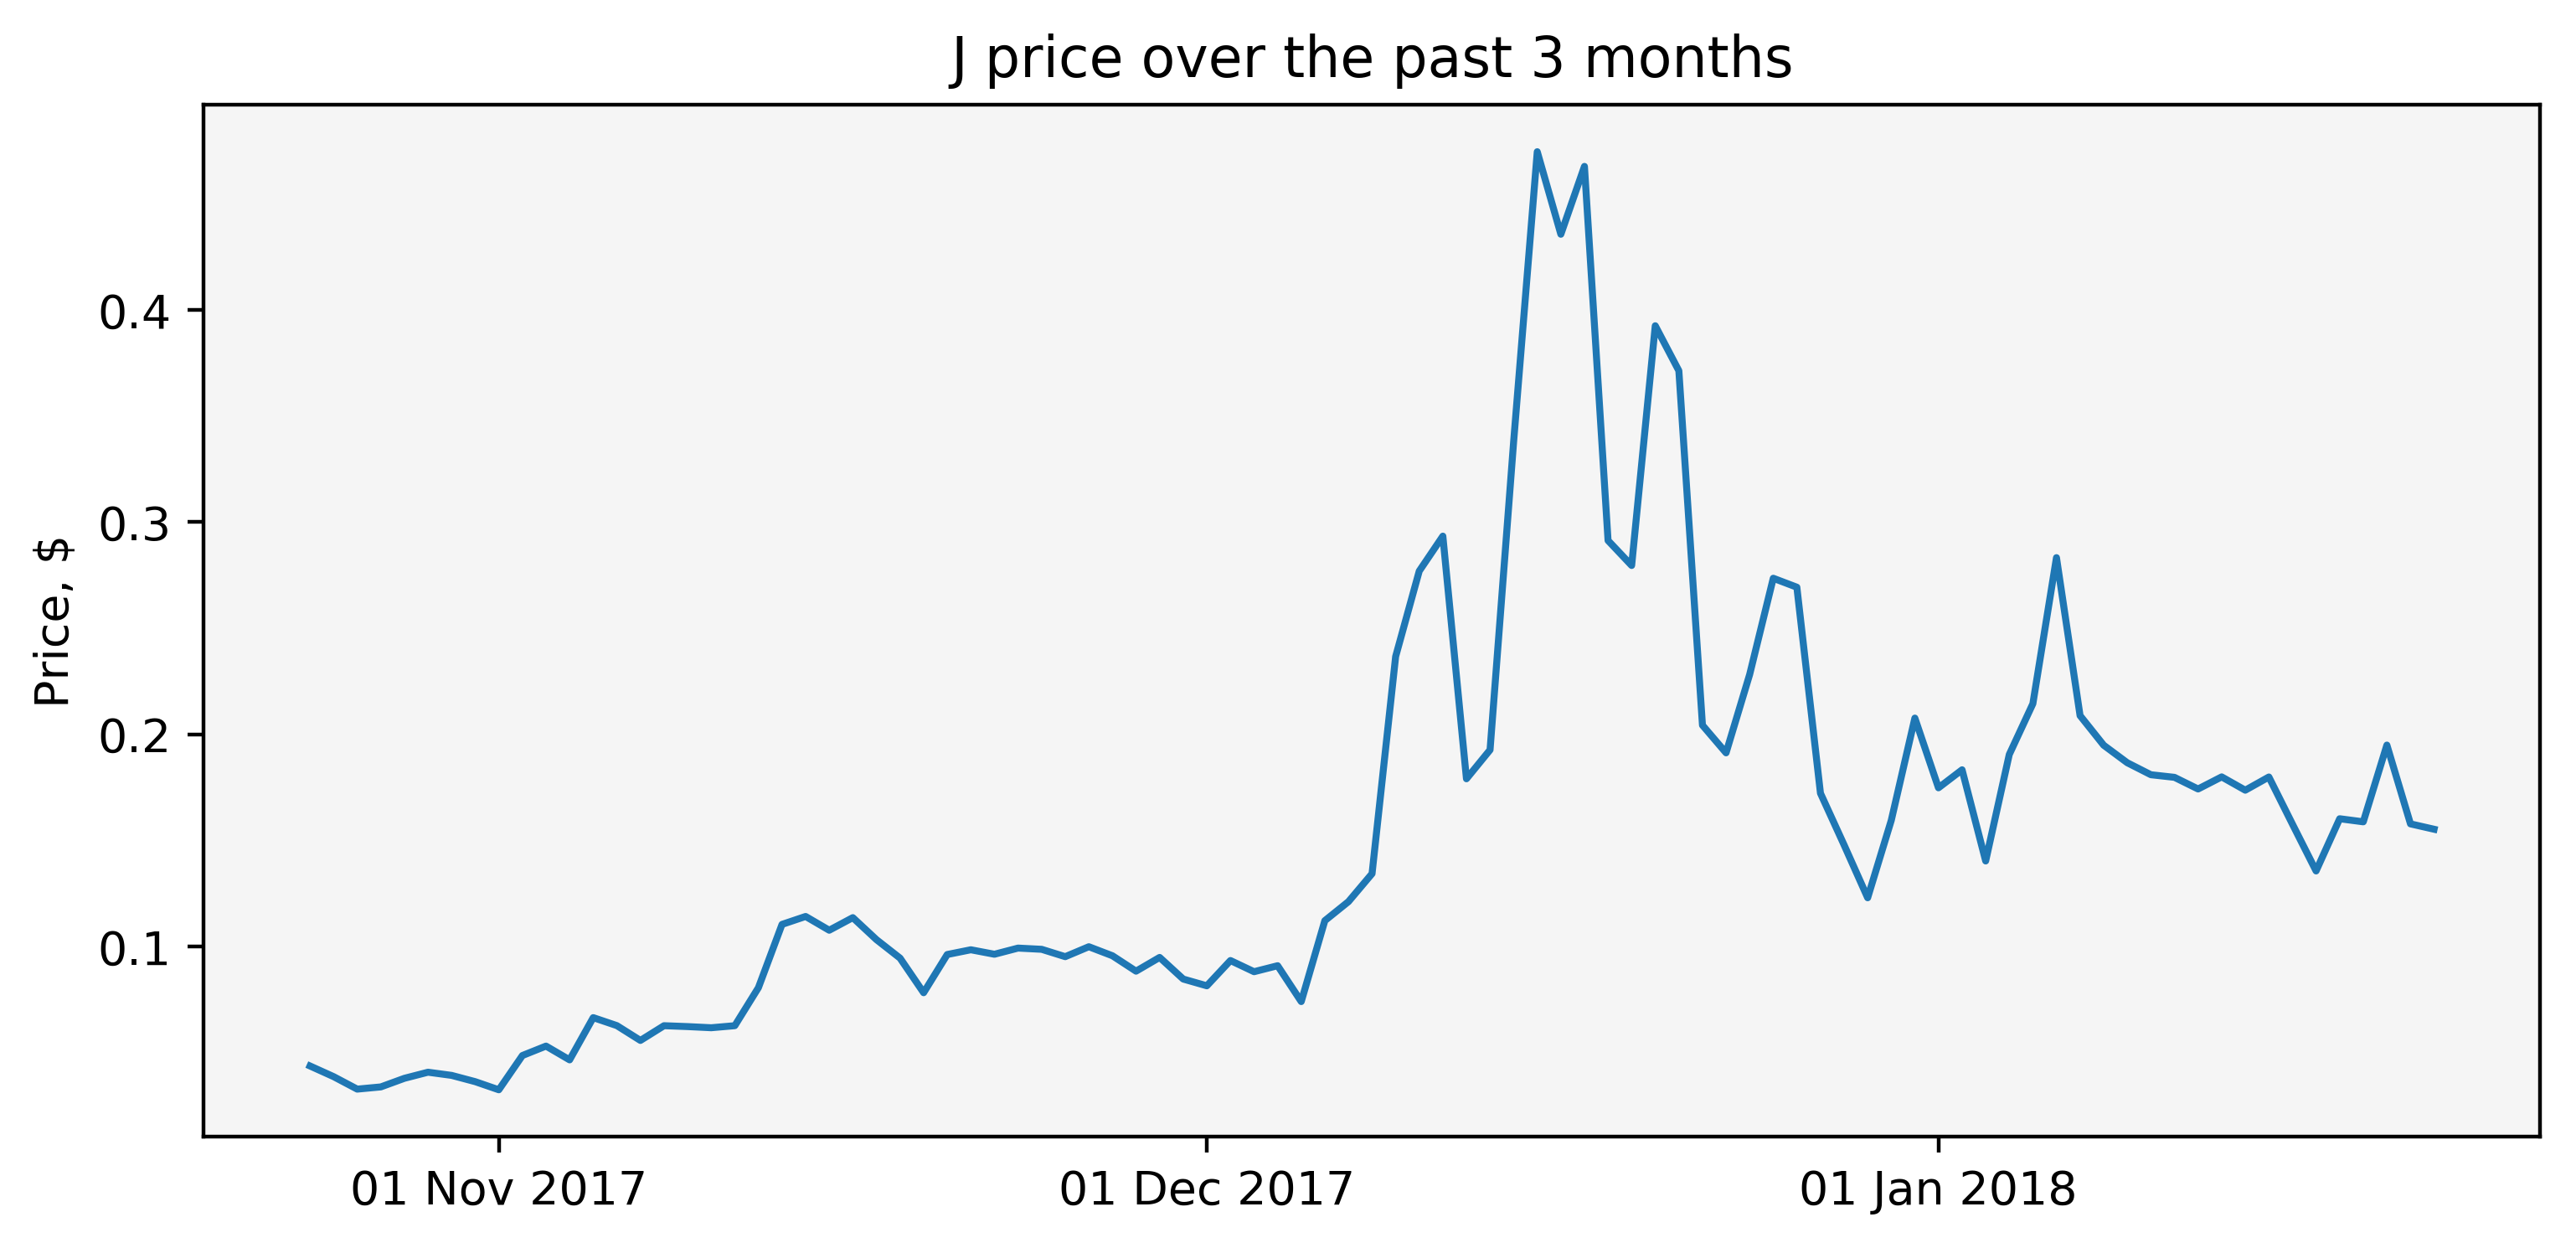 J price over the past 3 months
Price, $
0.4
0.3
0.2
0.1
01 Nov 2017
01 Dec 2017
01 Jan 2018